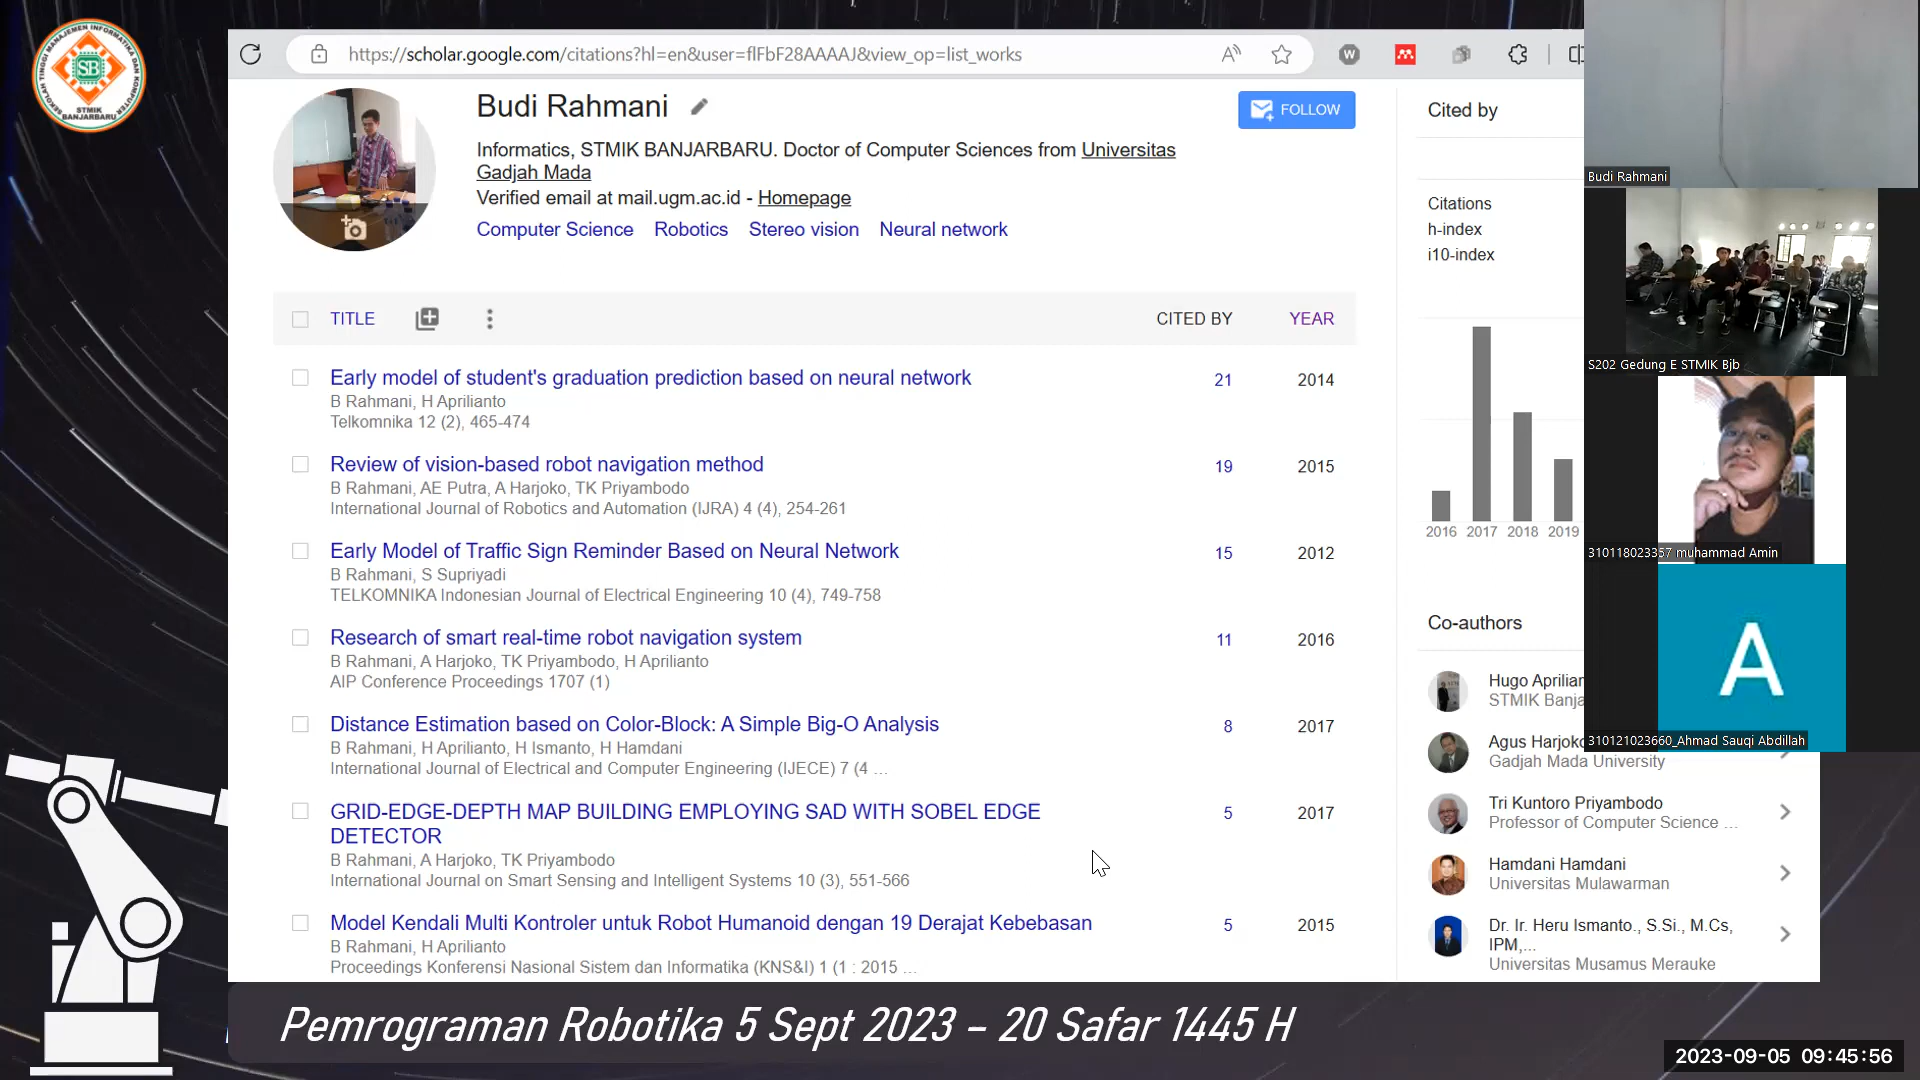 SEKOLAH TINGGI MANAJEMEN INFORMATIKA DAN KOMPUTER
SB
STMIK
BANJARBARU
https://scholar.google.com/citations?hl=en&user=flFbF28AAAAJ&view_op=list_works
Budi Rahmani
FOLLOW
Informatics, STMIK BANJARBARU. Doctor of Computer Sciences from Universitas
Gadjah Mada
Verified email at mail.ugm.ac.id - Homepage
Computer Science Robotics Stereo vision Neural network
TITLE CITED BY YEAR
Early model of student's graduation prediction based on neural network 21 2014
B Rahmani, H Aprilianto
Telkomnika 12 (2), 465-474
Review of vision-based robot navigation method 19 2015
B Rahmani, AE Putra, A Harjoko, TK Priyambodo
International Journal of Robotics and Automation (IJRA) 4 (4), 254-261
Early Model of Traffic Sign Reminder Based on Neural Network 15 2012
B Rahmani, S Supriyadi
TELKOMNIKA Indonesian Journal of Electrical Engineering 10 (4), 749-758
Research of smart real-time robot navigation system 11 2016
B Rahmani, A Harjoko, TK Priyambodo, H Aprilianto
AIP Conference Proceedings 1707 (1)
Distance Estimation based on Color-Block: A Simple Big-O Analysis 8 2017
B Rahmani, H Aprilianto, H Ismanto, H Hamdani
International Journal of Electrical and Computer Engineering (IJECE) 7 (4 ...
GRID-EDGE-DEPTH MAP BUILDING EMPLOYING SAD WITH SOBEL EDGE 5 2017
DETECTOR
B Rahmani, A Harjoko, TK Priyambodo
International Journal on Smart Sensing and Intelligent Systems 10 (3), 551-566
Model Kendali Multi Kontroler untuk Robot Humanoid dengan 19 Derajat Kebebasan 5 2015
B Rahmani, H Aprilianto
Proceedings Konferensi Nasional Sistem dan Informatika (KNS&I) 1 (1 : 2015 ...
Cited by
Citations
h-index
i10-index
2016 2017 2018 2019
Co-authors
Hugo Aprilian
STMIK Banja
Agus Harjoko
Gadjah Mada University
Tri Kuntoro Priyambodo
Professor of Computer Science ...
Hamdani Hamdani
Universitas Mulawarman
Dr. Ir. Heru Ismanto., S.Si., M.Cs,
IPM,...
Universitas Musamus Merauke
Budi Rahmani
S202 Gedung E STMIK Bjb
310118023357 muhammad Amin
A
310121023660_Ahmad Sauqi Abdillah
Pemrograman Robotika 5 Sept 2023 – 20 Safar 1445 H
2023-09-05 09:45:56